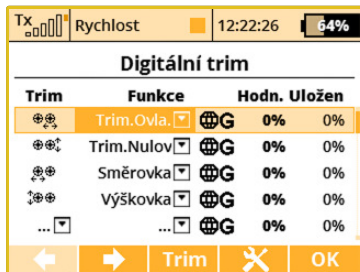 Tx Rychlost 12:22:26 64%
Digitální trim
Trim Funkce Hodn. Uložen
Trim.Ovla. G 0% 0%
Trim.Nulov G 0% 0%
Směrovka G 0% 0%
Výškovka G 0% 0%
... ... G 0% 0%
Trim OK